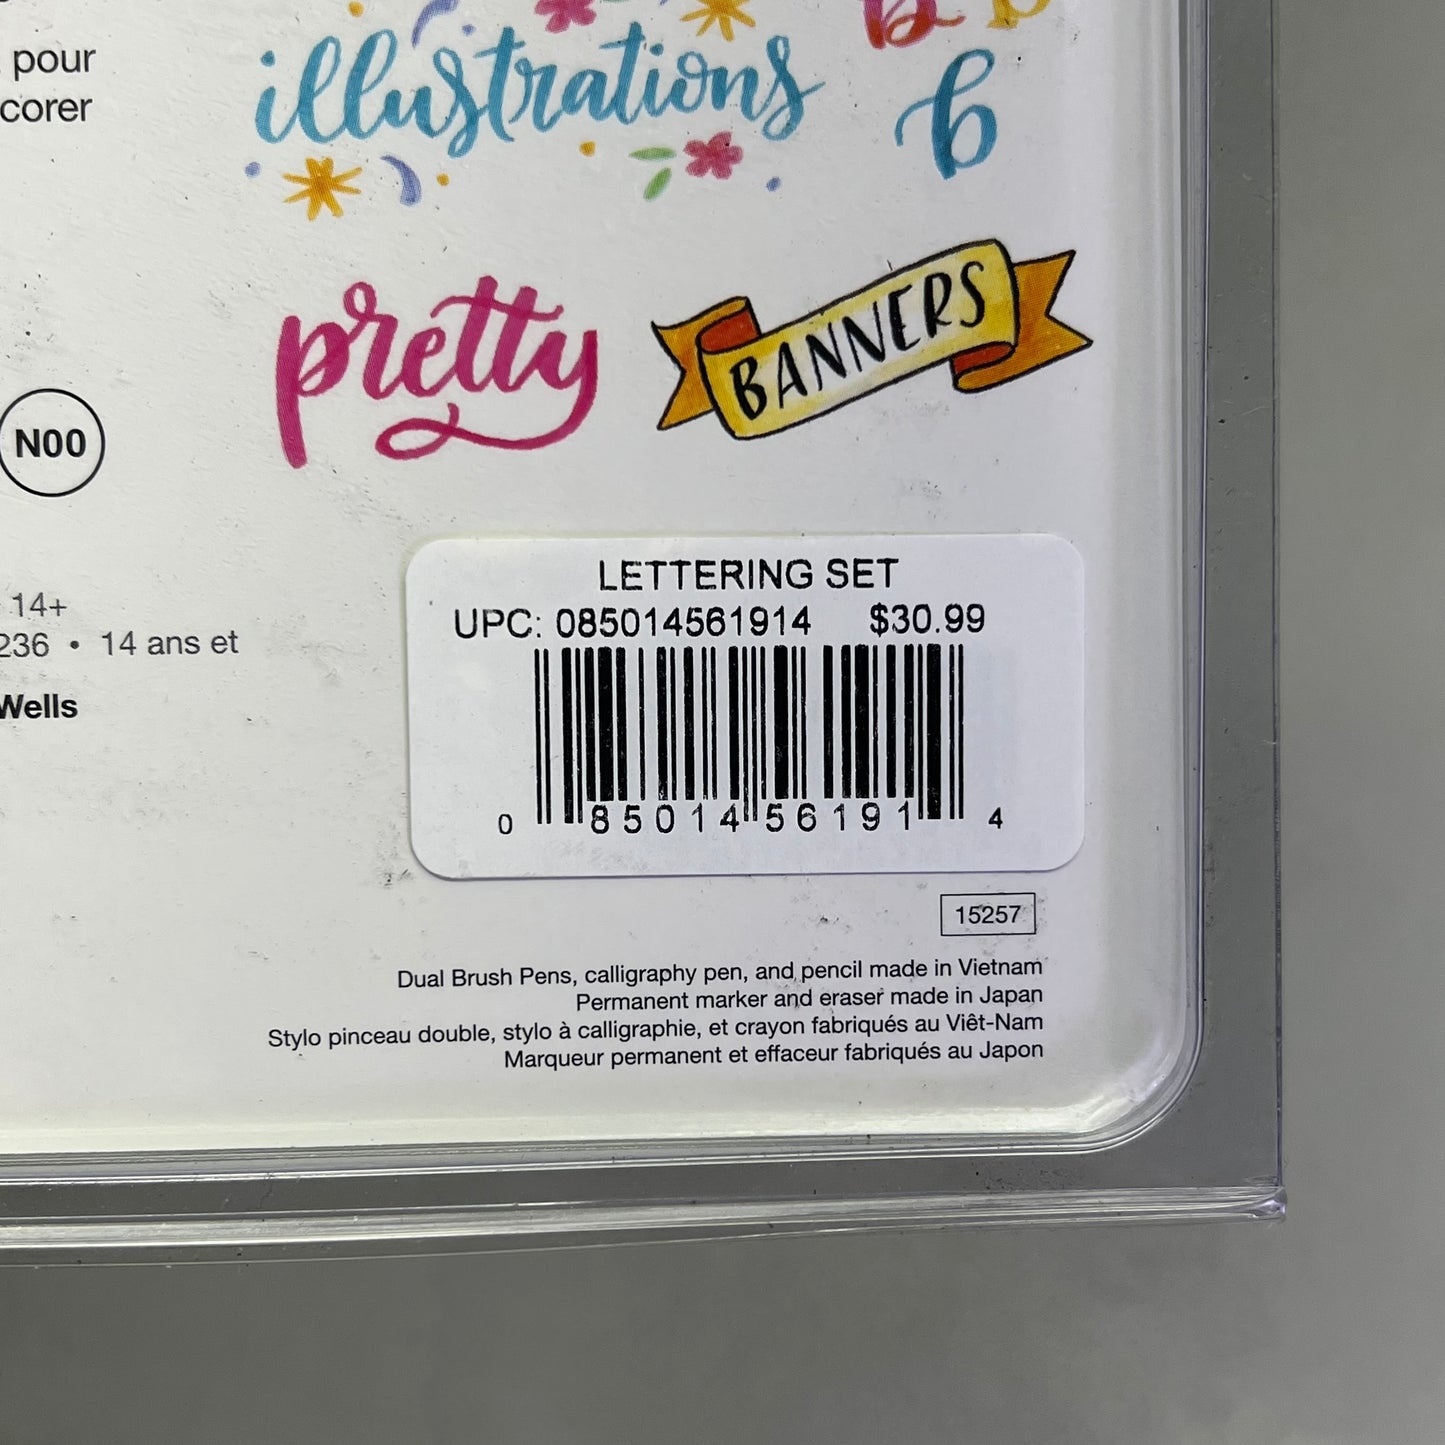 pour
corer
illustrations
b
pretty
BANNERS
N00
14+
236 • 14 ans et
Wells
LETTERING SET
UPC: 085014561914 $30.99
0 85014 56191 4
15257
Dual Brush Pens, calligraphy pen, and pencil made in Vietnam
Permanent marker and eraser made in Japan
Stylo pinceau double, stylo à calligraphie, et crayon fabriqués au Viêt-Nam
Marqueur permanent et effaceur fabriqués au Japon